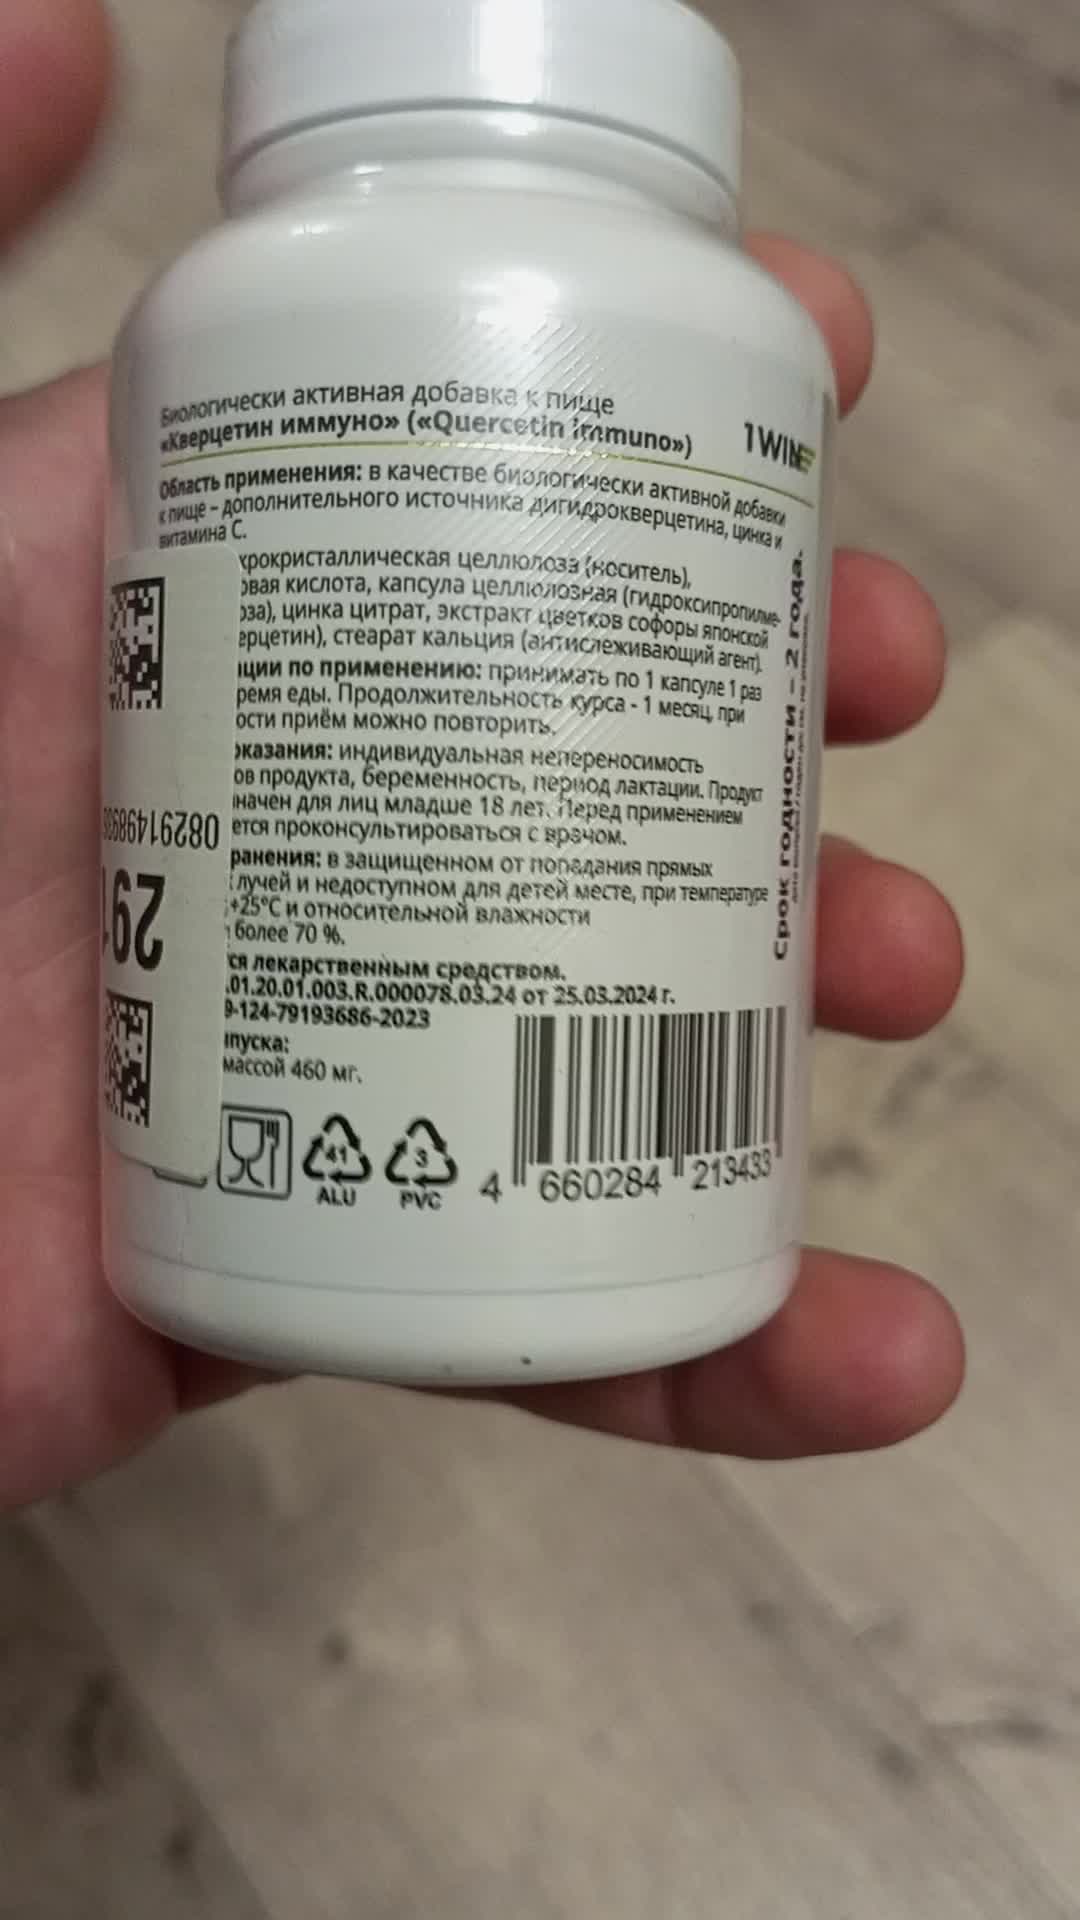 Биологически активная добавка к пище
«Кверцетин иммуно» («Quercetin immuno»)
1WIN
Область применения: в качестве биологически активной добавки
к пище – дополнительного источника дигидрокверцетина, цинка и
витамина С.
крокристаллическая целлюлоза (носитель),
овая кислота, капсула целлюлозная (гидроксипропилме-
оза), цинка цитрат, экстракт цветков софоры японской
ерцетин), стеарат кальция (антислеживающий агент).
ции по применению: принимать по 1 капсуле 1 раз
ремя еды. Продолжительность курса - 1 месяц, при
ости приём можно повторить.
оказания: индивидуальная непереносимость
ов продукта, беременность, период лактации. Продукт
начен для лиц младше 18 лет. Перед применением
ется проконсультироваться с врачом.
ранения: в защищенном от попадания прямых
лучей и недоступном для детей месте, при температуре
+25°С и относительной влажности
более 70 %.
ся лекарственным средством.
.01.20.01.003.R.000078.03.24 от 25.03.2024 г.
9-124-79193686-2023
пуска:
массой 460 мг.
Срок годности – 2 года.
41
ALU
3
PVC
4 660284 213433
291